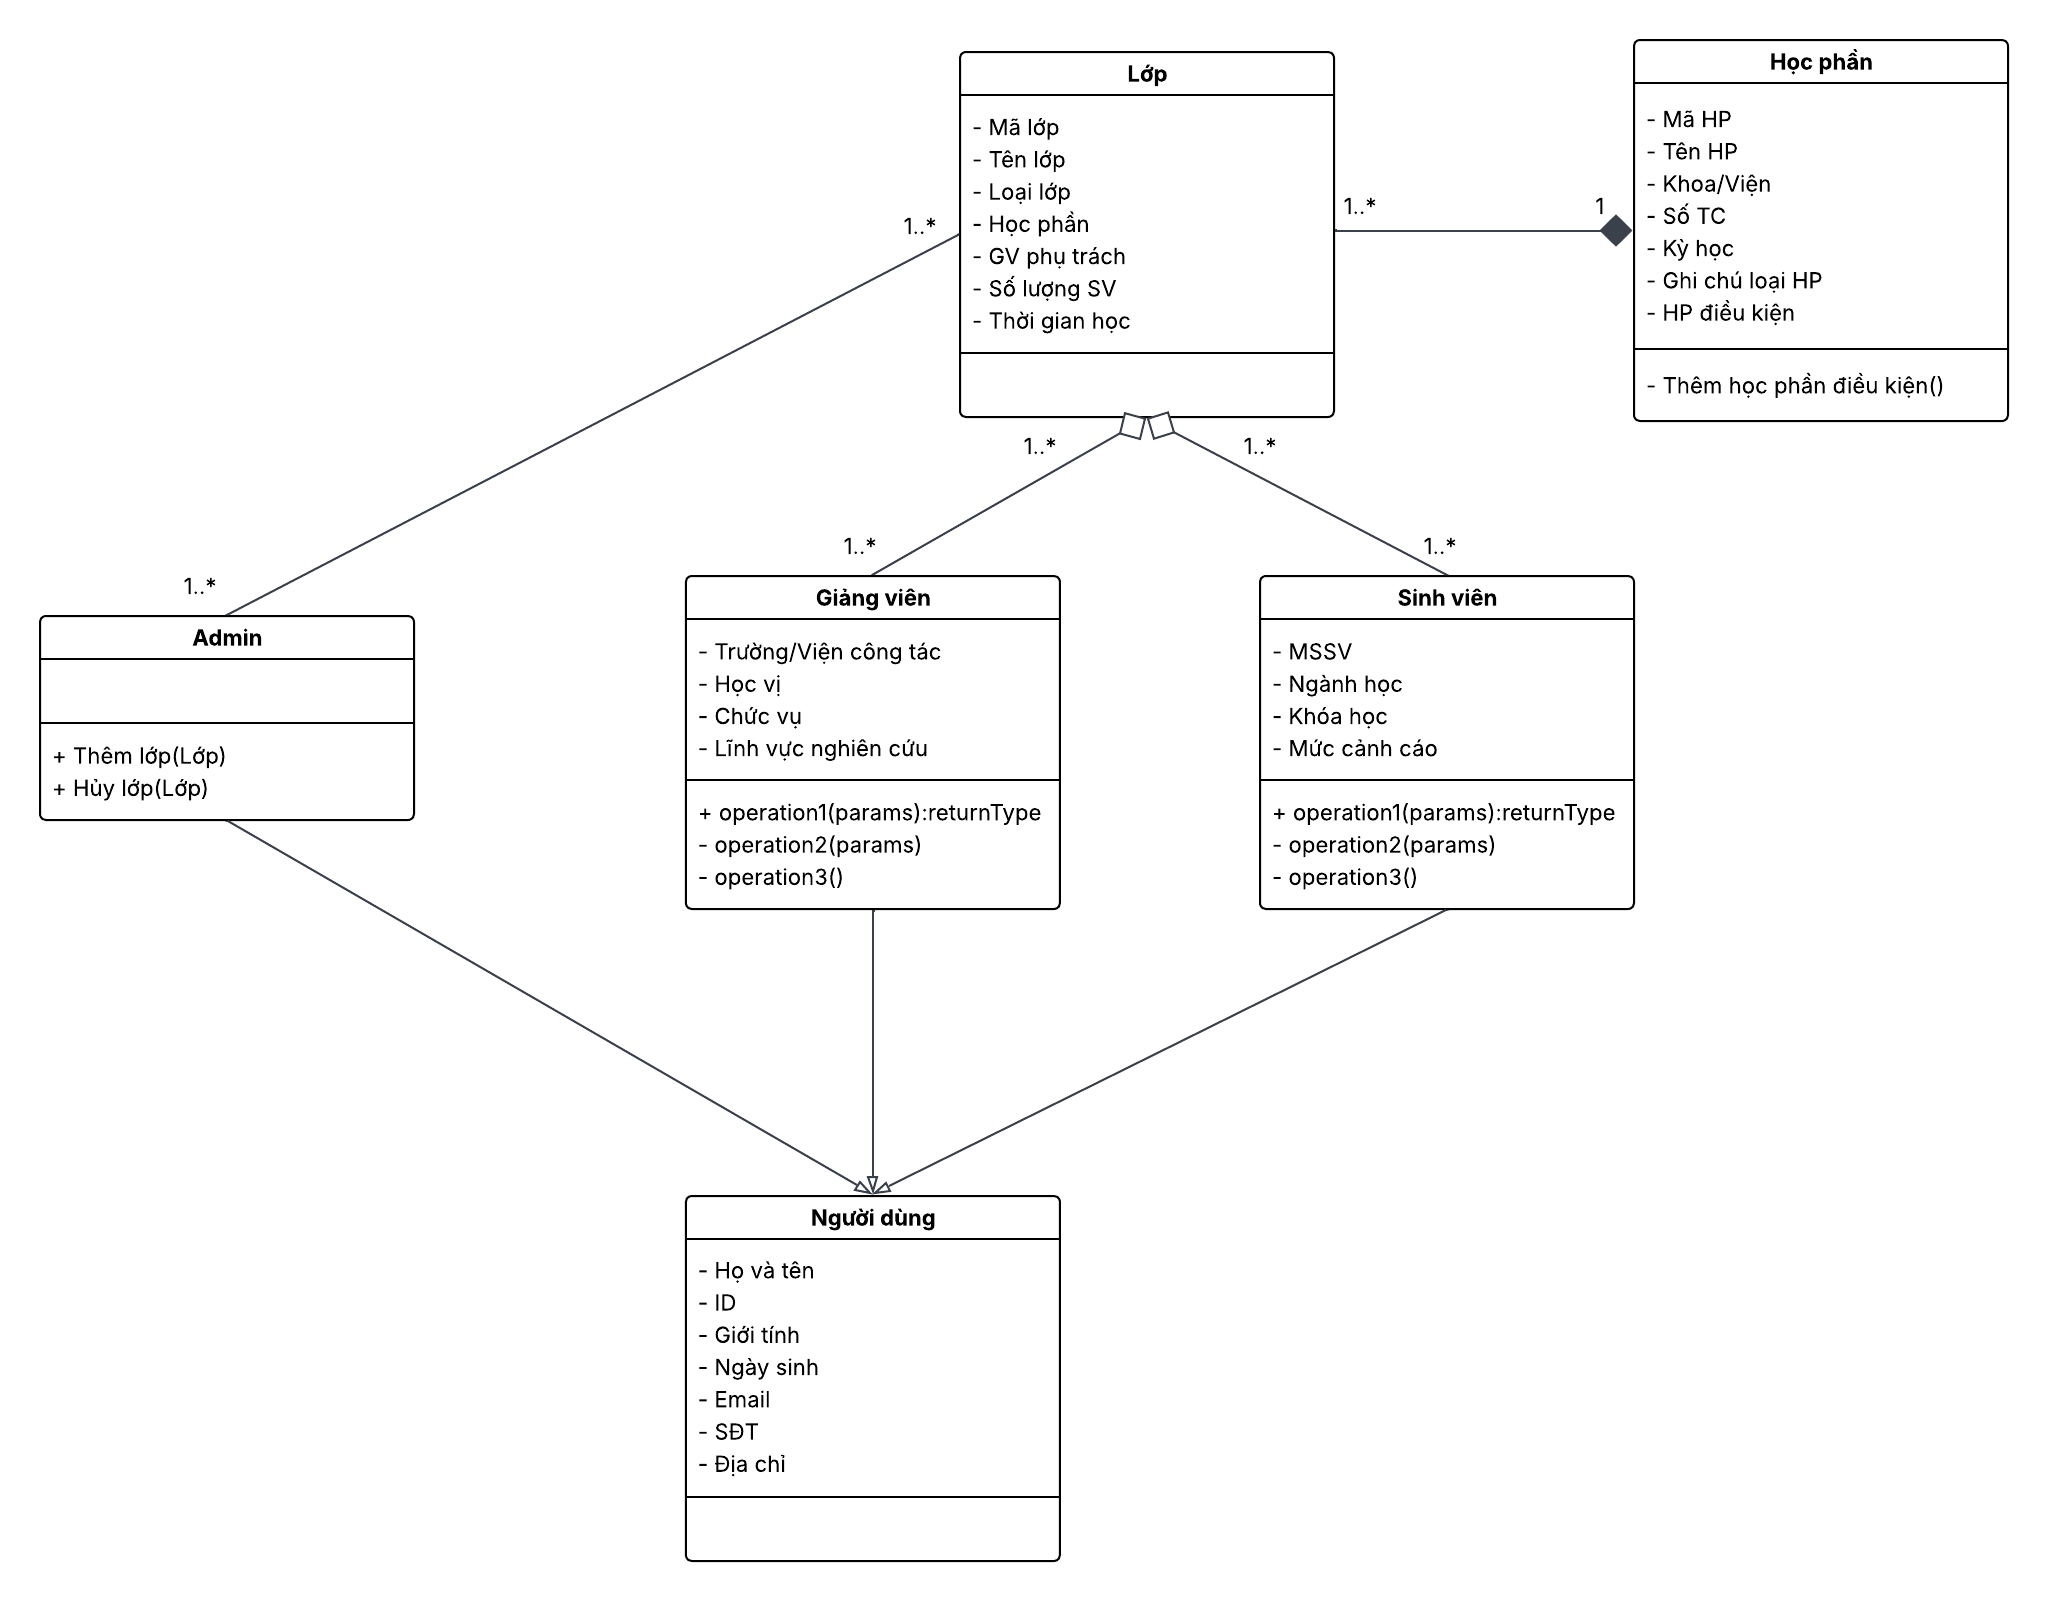 Lớp
- Mã lớp
- Tên lớp
- Loại lớp
- Học phần
- GV phụ trách
- Số lượng SV
- Thời gian học
Học phần
- Mã HP
- Tên HP
- Khoa/Viện
- Số TC
- Kỳ học
- Ghi chú loại HP
- HP điều kiện
- Thêm học phần điều kiện()
1..*
1
1..*
1..*
1..*
1..*
1..*
1..*
Admin
+ Thêm lớp(Lớp)
+ Hủy lớp(Lớp)
Giảng viên
- Trường/Viện công tác
- Học vị
- Chức vụ
- Lĩnh vực nghiên cứu
+ operation1(params):returnType
- operation2(params)
- operation3()
Sinh viên
- MSSV
- Ngành học
- Khóa học
- Mức cảnh cáo
+ operation1(params):returnType
- operation2(params)
- operation3()
Người dùng
- Họ và tên
- ID
- Giới tính
- Ngày sinh
- Email
- SĐT
- Địa chỉ